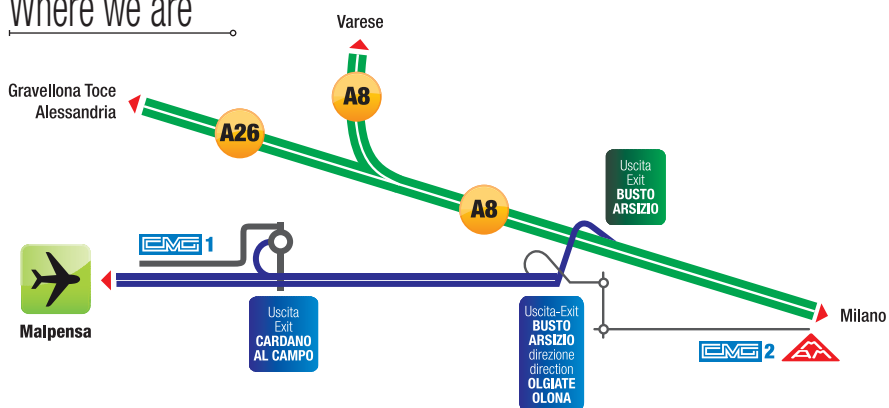 Where we are
Varese
Gravellona Toce
Alessandria
A8
A26
Uscita
Exit
BUSTO
ARSIZIO
A8
CMG 1
Malpensa
Uscita
Exit
CARDANO
AL CAMPO
Uscita-Exit
BUSTO
ARSIZIO
direzione
direction
OLGIATE
OLONA
Milano
CMG 2
MAM